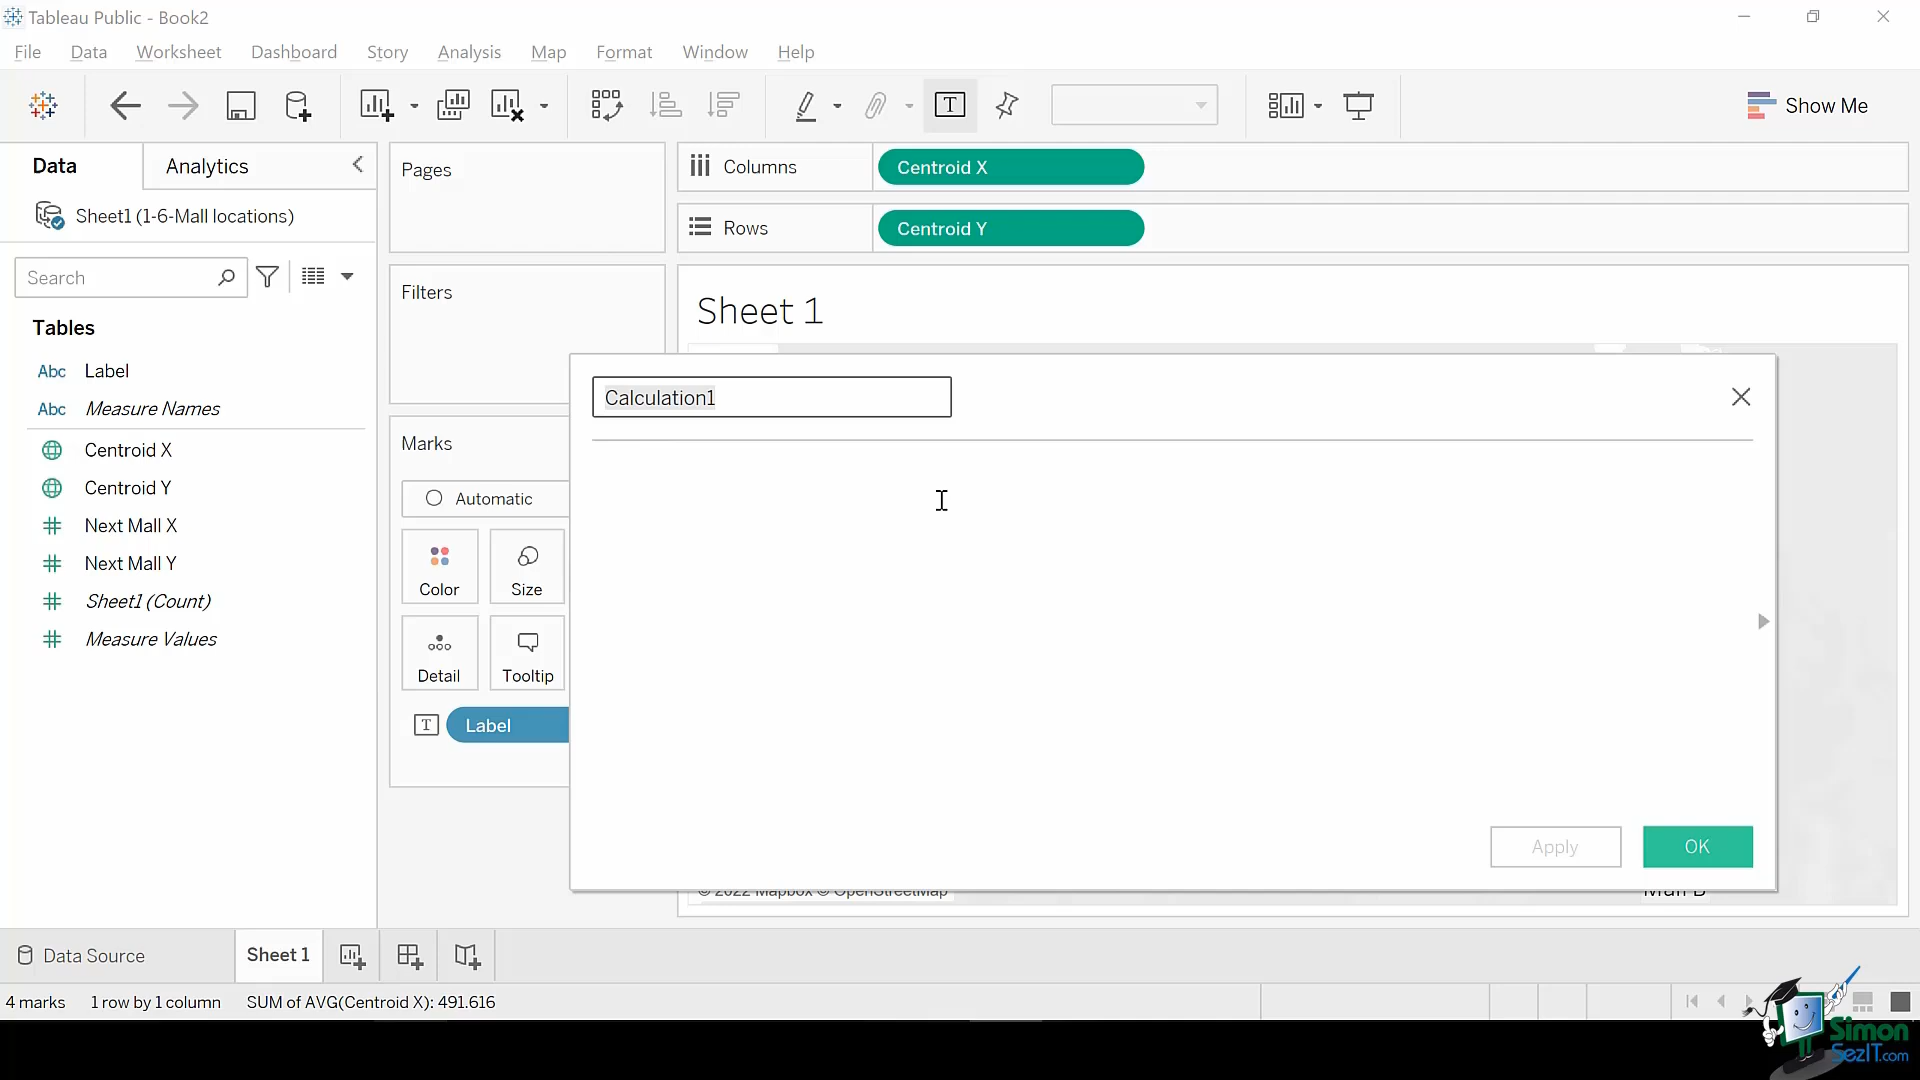 Tableau Public - Book2
File Data Worksheet Dashboard Story Analysis Map Format Window Help
Show Me
Data Analytics
Sheet1 (1-6-Mall locations)
Search
Tables
Abc Label
Abc Measure Names
Centroid X
Centroid Y
Next Mall X
Next Mall Y
Sheet1 (Count)
Measure Values
Pages
Filters
Marks
Automatic
Color Size
Detail Tooltip
T Label
Columns Centroid X
Rows Centroid Y
Sheet 1
Calculation1
Apply OK
© 2022 Mapbox © OpenStreetMap
Mall B
Data Source Sheet 1
4 marks 1 row by 1 column SUM of AVG(Centroid X): 491.616
Simon
SezIT.com